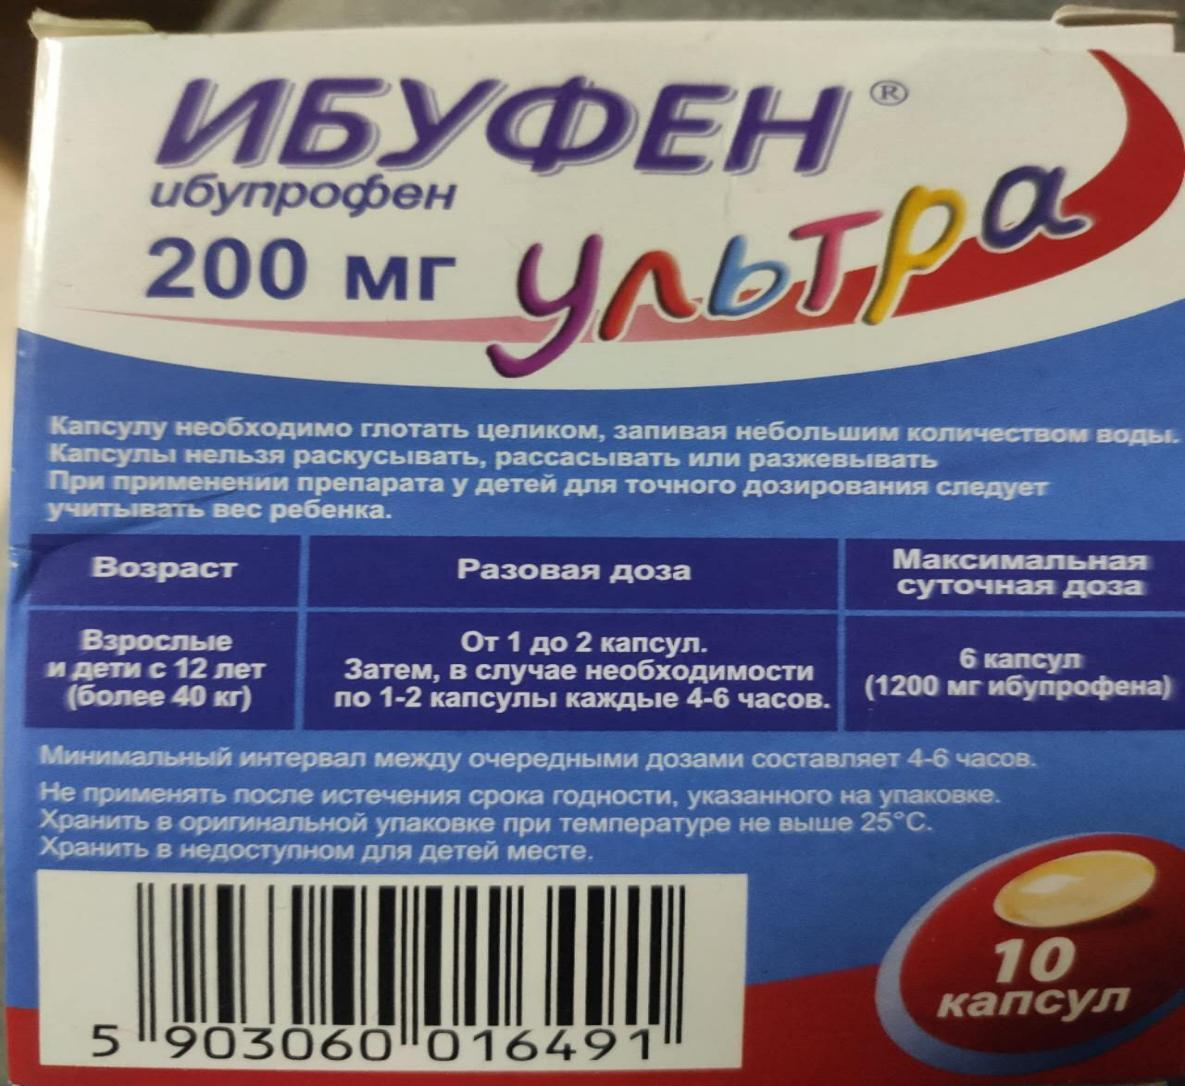 ИБУФЕН®
ибупрофен
200 мг ультра
Капсулу необходимо глотать целиком, запивая небольшим количеством воды.
Капсулы нельзя раскусывать, рассасывать или разжевывать
При применении препарата у детей для точного дозирования следует
учитывать вес ребенка.
Возраст
Разовая доза
Максимальная
суточная доза
Взрослые
и дети с 12 лет
(более 40 кг)
От 1 до 2 капсул.
Затем, в случае необходимости
по 1-2 капсулы каждые 4-6 часов.
6 капсул
(1200 мг ибупрофена)
Минимальный интервал между очередными дозами составляет 4-6 часов.
Не применять после истечения срока годности, указанного на упаковке.
Хранить в оригинальной упаковке при температуре не выше 25°С.
Хранить в недоступном для детей месте.
10
капсул
5 903060 016491